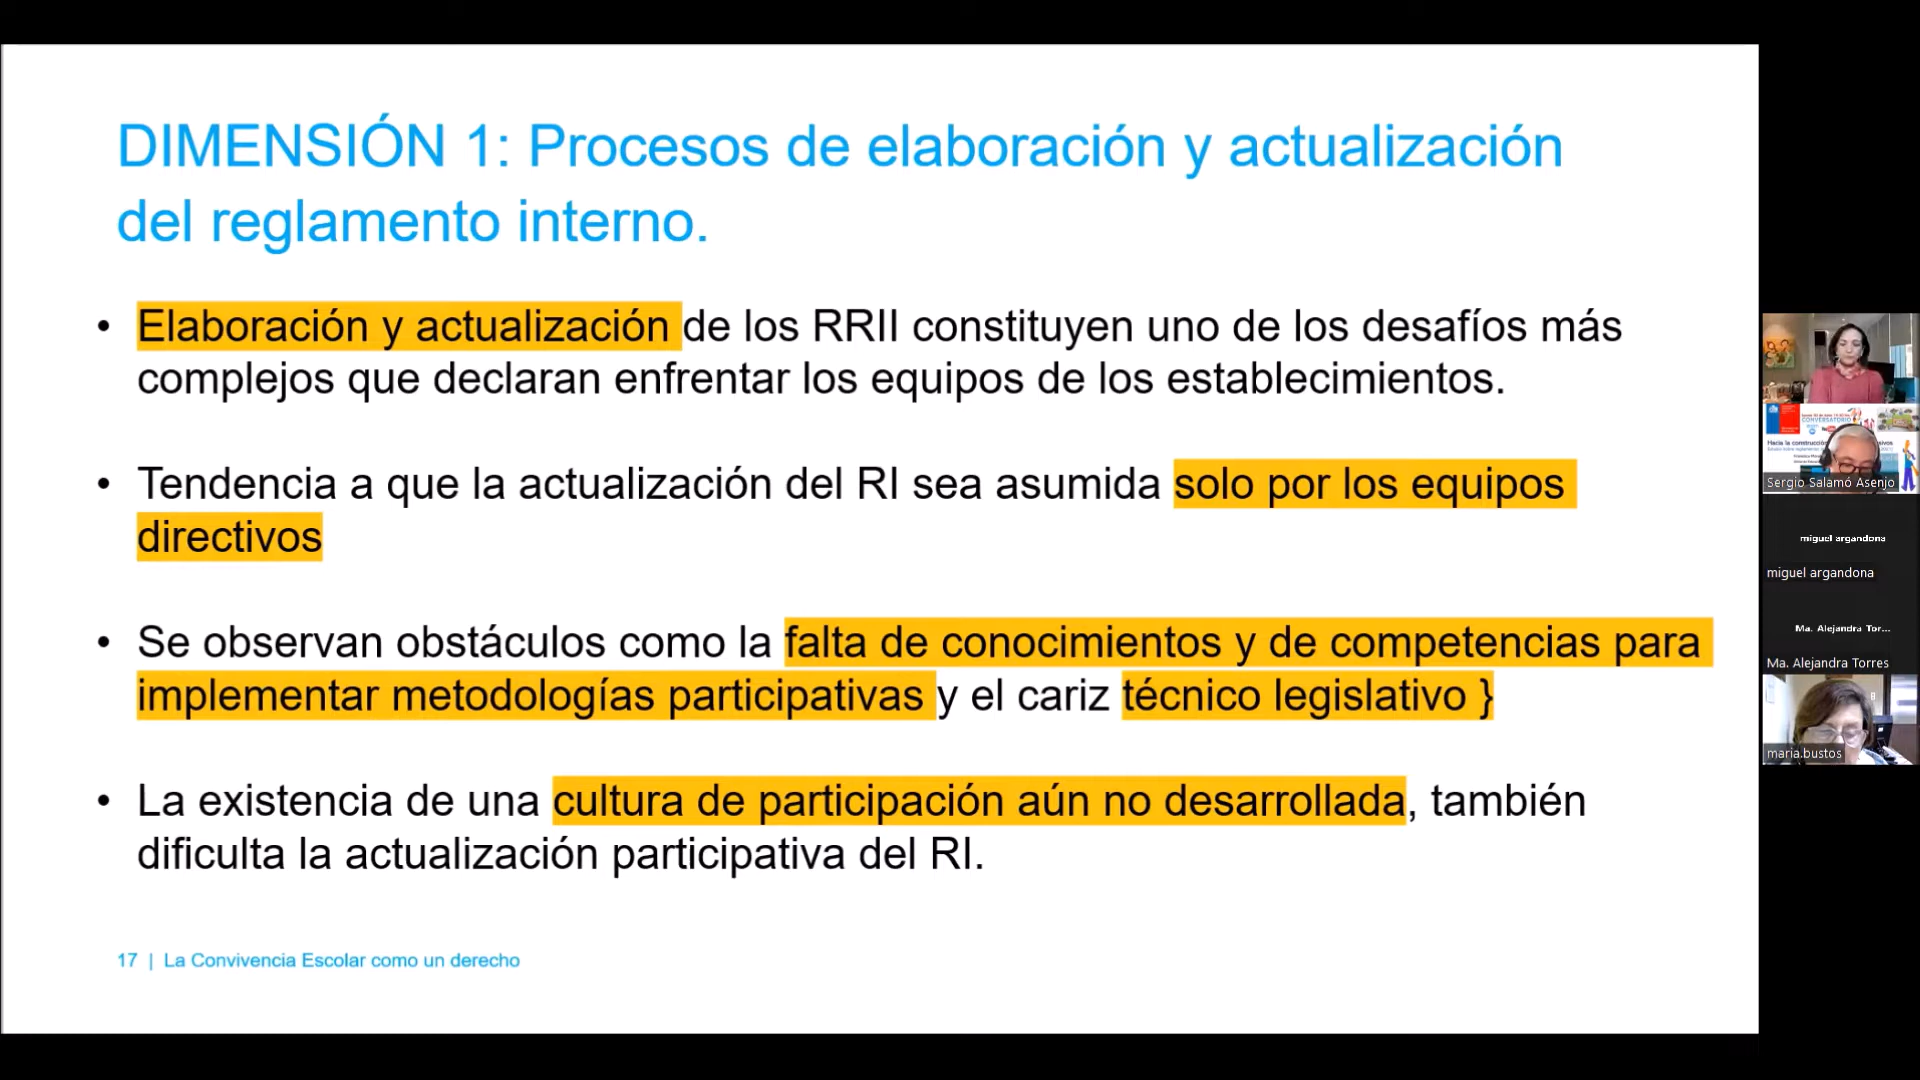 DIMENSIÓN 1: Procesos de elaboración y actualización
del reglamento interno.
• Elaboración y actualización de los RRII constituyen uno de los desafíos más
complejos que declaran enfrentar los equipos de los establecimientos.
• Tendencia a que la actualización del RI sea asumida solo por los equipos
directivos
• Se observan obstáculos como la falta de conocimientos y de competencias para
implementar metodologías participativas y el cariz técnico legislativo }
• La existencia de una cultura de participación aún no desarrollada, también
dificulta la actualización participativa del RI.
17 | La Convivencia Escolar como un derecho
CONVERSATORIO
Hacia la construcción
Sergio Salamó Asenjo
miguel argandona
miguel argandona
Ma. Alejandra Tor...
Ma. Alejandra Torres
maria.bustos